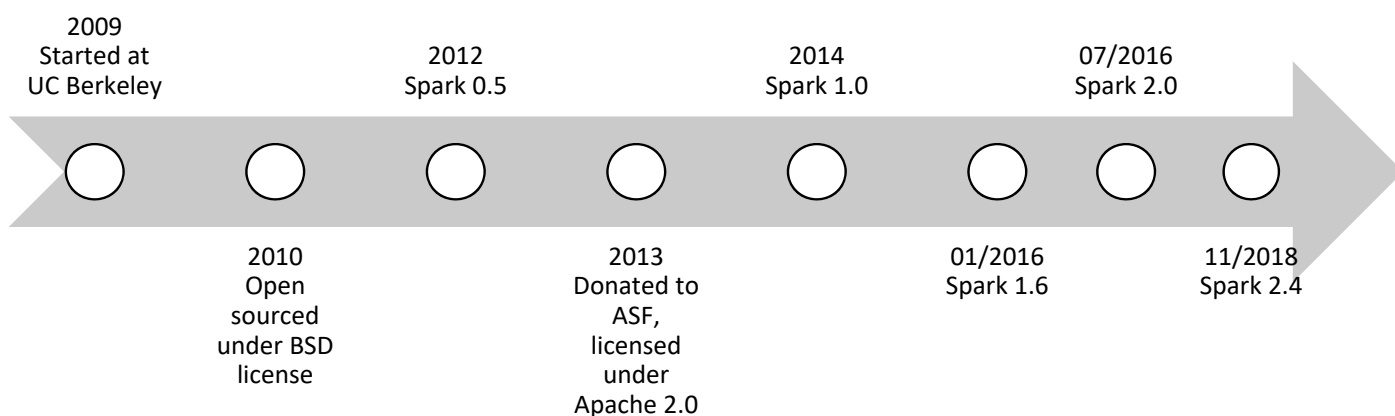 2009
Started at
UC Berkeley
2010
Open
sourced
under BSD
license
2012
Spark 0.5
2013
Donated to
ASF,
licensed
under
Apache 2.0
2014
Spark 1.0
01/2016
Spark 1.6
07/2016
Spark 2.0
11/2018
Spark 2.4